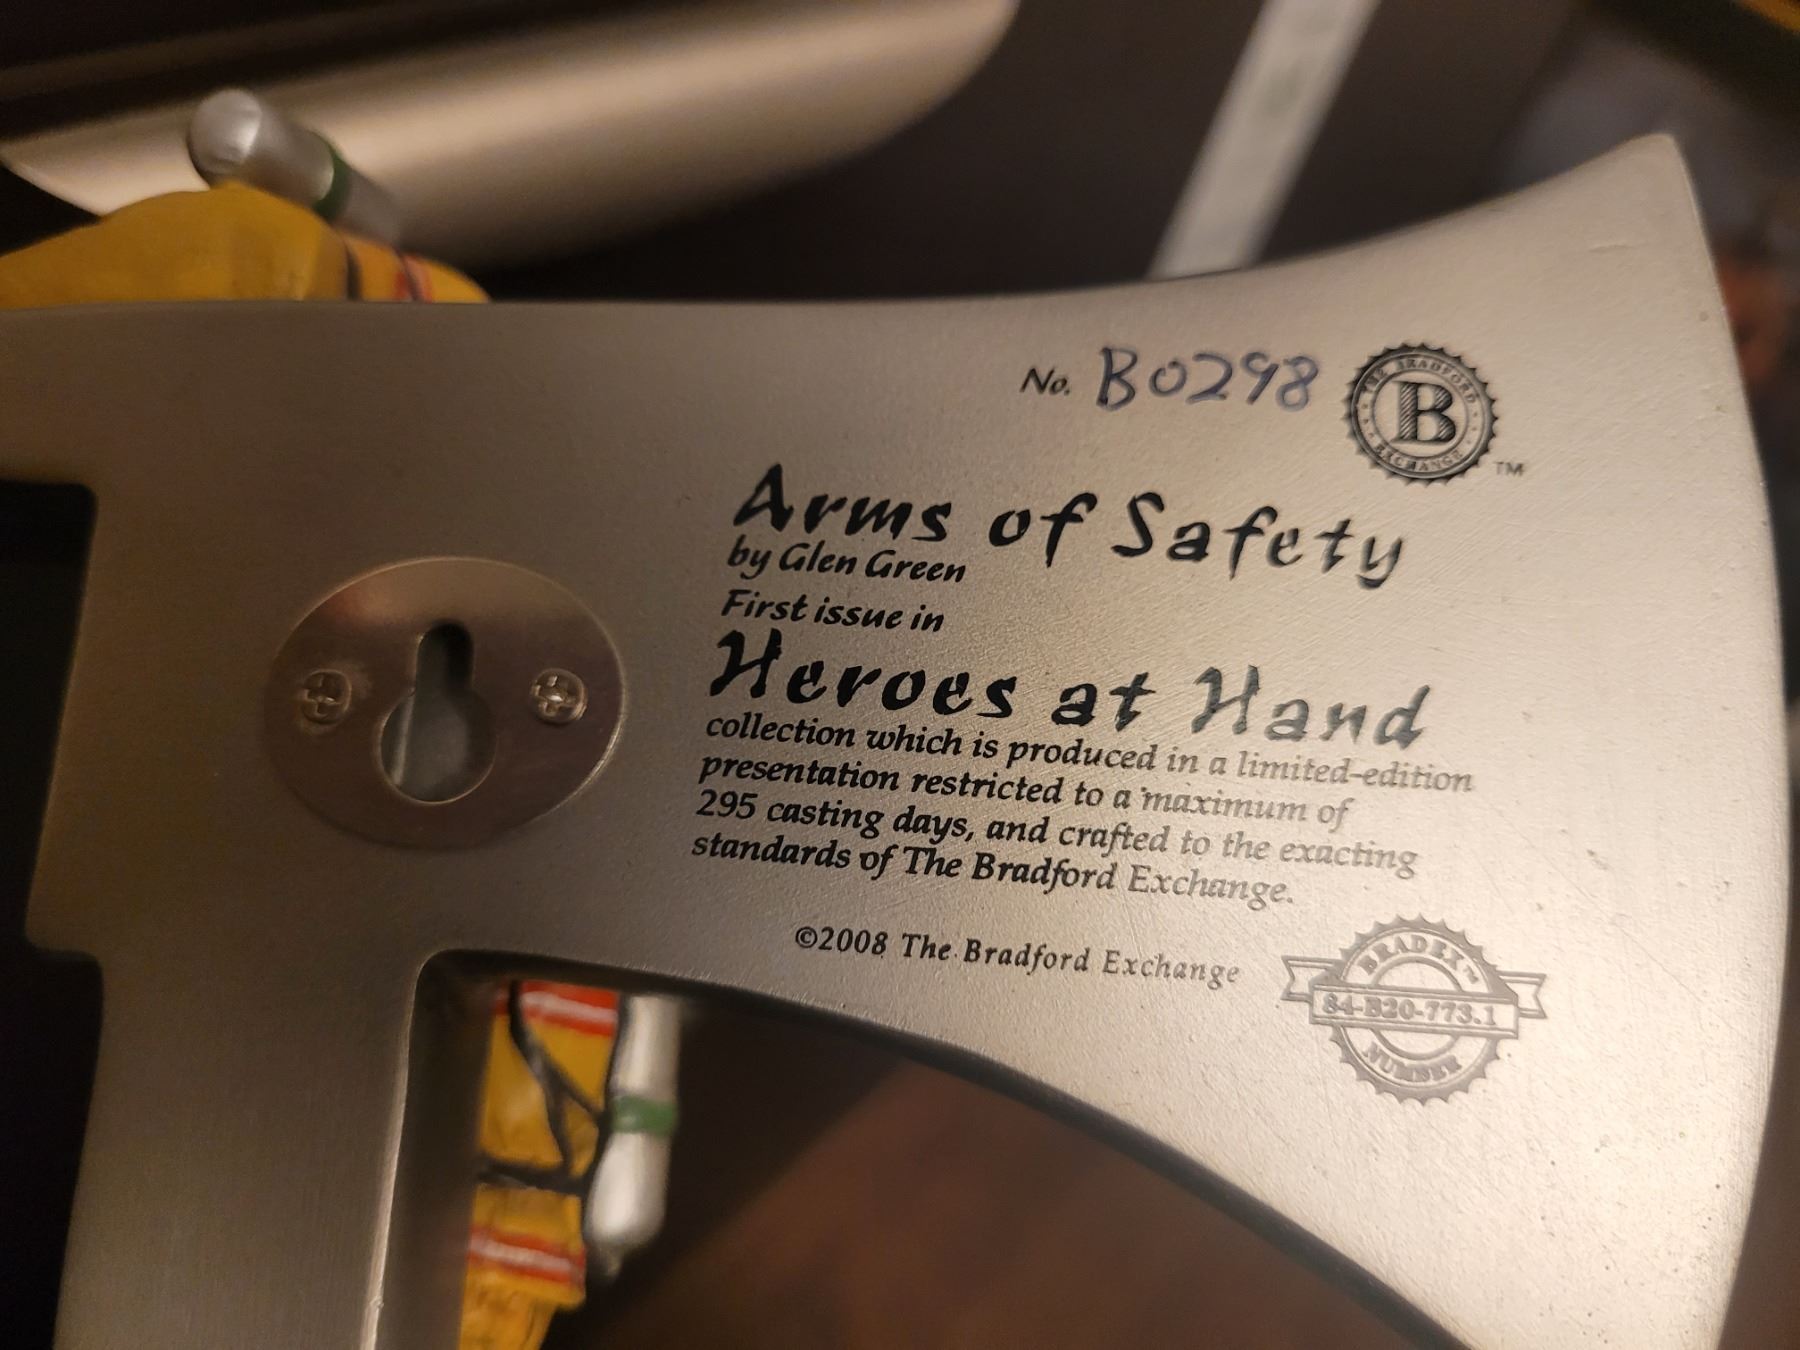 No. B0298
THE BRADFORD
B
EXCHANGE
TM
Arms of Safety
by Glen Green
First issue in
Heroes at Hand
collection which is produced in a limited-edition
presentation restricted to a maximum of
295 casting days, and crafted to the exacting
standards of The Bradford Exchange.
©2008 The Bradford Exchange
BRADEX™
84-B20-773.1
NUMBER